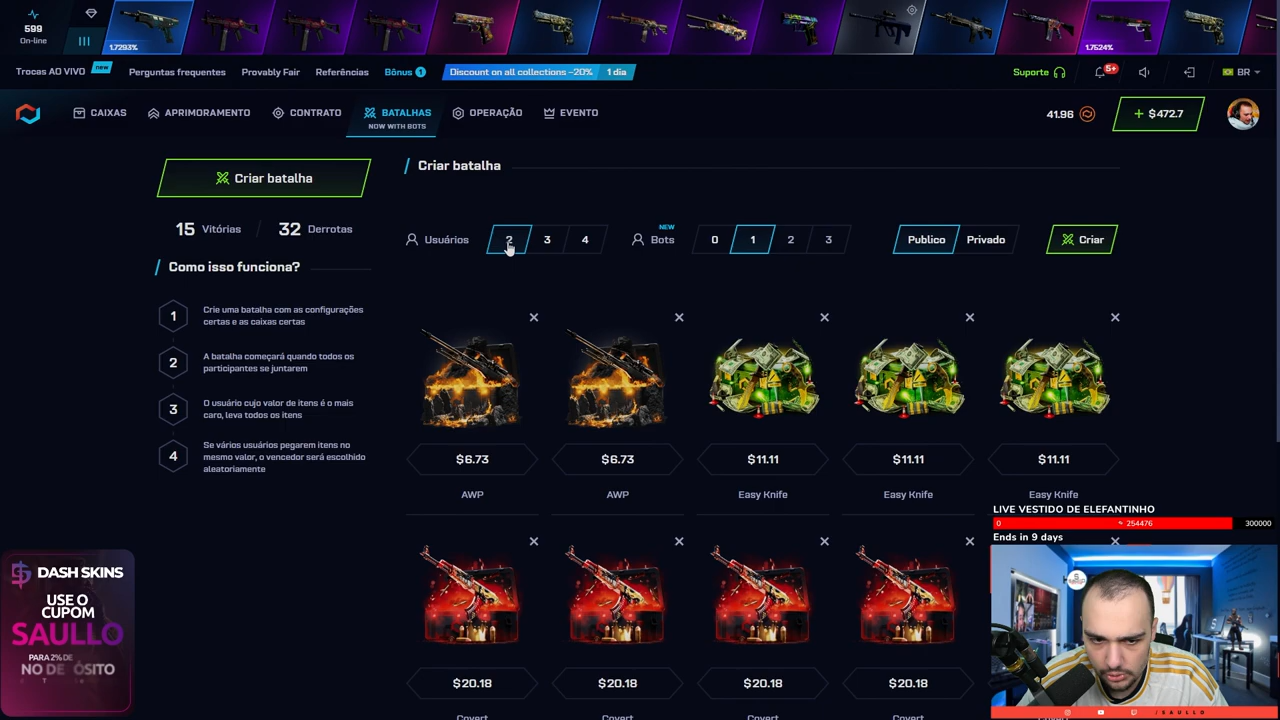 599
On-line
1.7293%
1.7524%
Trocas AO VIVO
new
Perguntas frequentes
Provably Fair
Referências
Bônus 1
Discount on all collections -20%
1 dia
Suporte
5+
BR
CAIXAS
APRIMORAMENTO
CONTRATO
BATALHAS
NOW WITH BOTS
OPERAÇÃO
EVENTO
41.96
+ $472.7
Criar batalha
15 Vitórias / 32 Derrotas
Como isso funciona?
1
Crie uma batalha com as configurações
certas e as caixas certas
2
A batalha começará quando todos os
participantes se juntarem
3
O usuário cujo valor de itens é o mais
caro, leva todos os itens
4
Se vários usuários pegarem itens no
mesmo valor, o vencedor será escolhido
aleatoriamente
Criar batalha
Usuários
2 3 4
NEW
Bots
0 1 2 3
Publico
Privado
Criar
$6.73
$6.73
$11.11
$11.11
$11.11
AWP
AWP
Easy Knife
Easy Knife
Easy Knife
$20.18
$20.18
$20.18
$20.18
Covert
Covert
Covert
Covert
LIVE VESTIDO DE ELEFANTINHO
0
254476
300000
Ends in 9 days
/SAULLO
DASH SKINS
USE O
CUPOM
SAULLO
PARA 2% DE